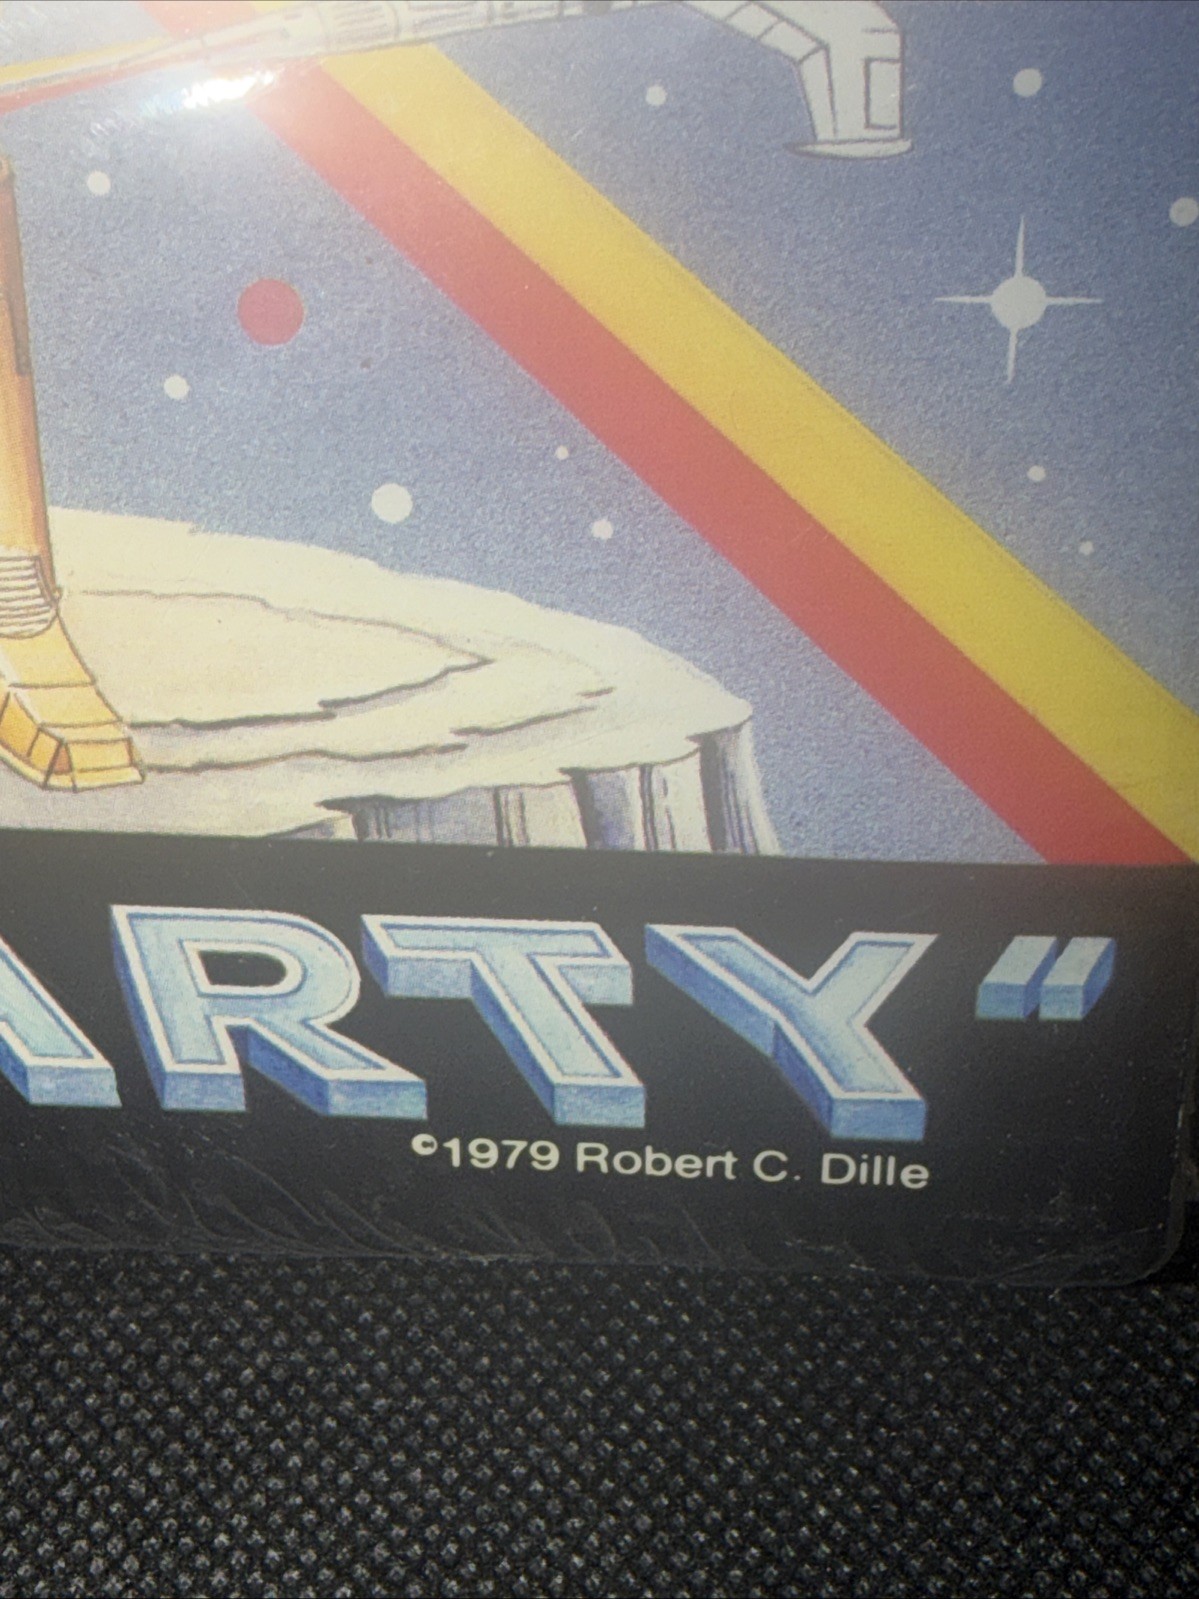 ARTY"
©1979 Robert C. Dille